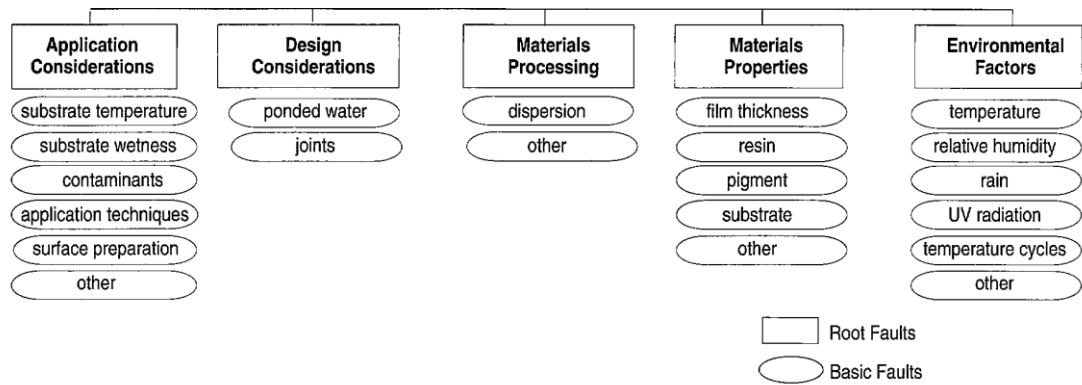 Application
Considerations
substrate temperature
substrate wetness
contaminants
application techniques
surface preparation
other
Design
Considerations
ponded water
joints
Materials
Processing
dispersion
other
Materials
Properties
film thickness
resin
pigment
substrate
other
Environmental
Factors
temperature
relative humidity
rain
UV radiation
temperature cycles
other
Root Faults
Basic Faults